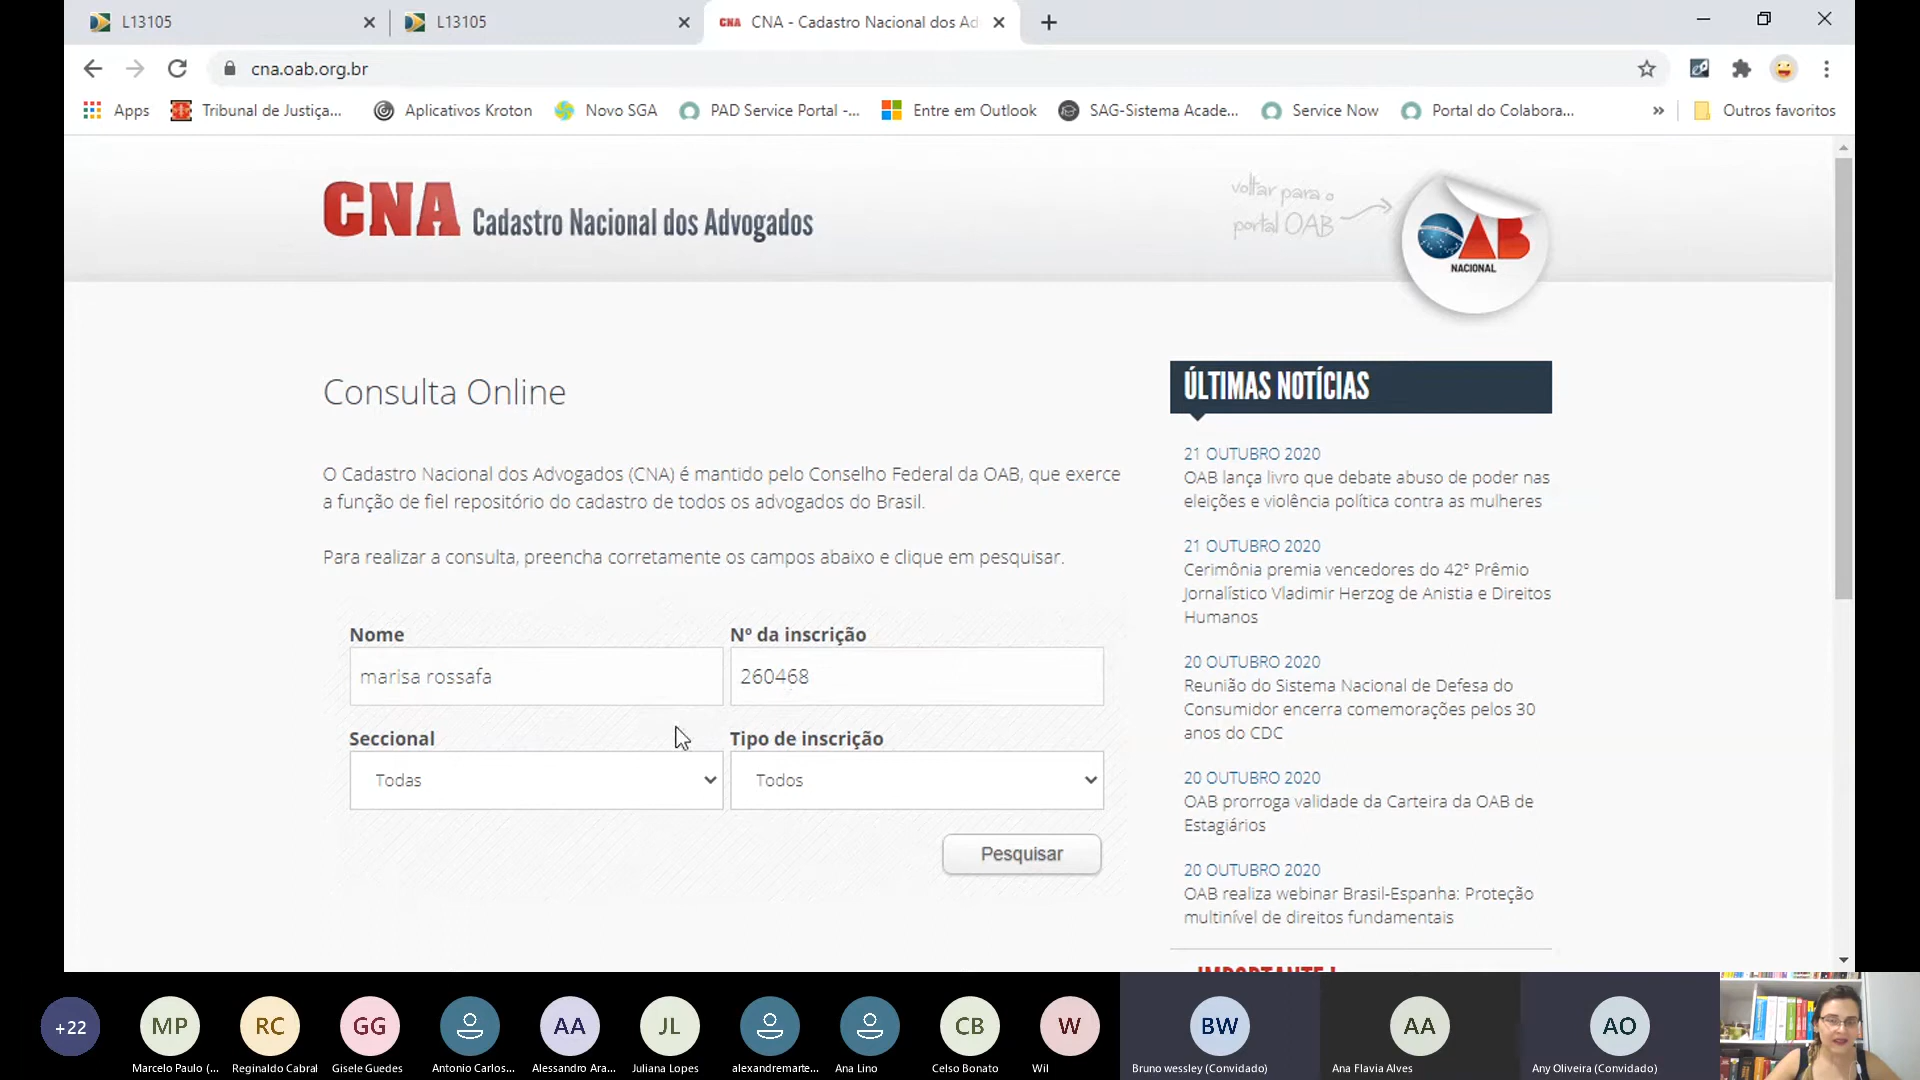 L13105
L13105
CNA CNA - Cadastro Nacional dos Ad
cna.oab.org.br
Apps
Tribunal de Justiça...
Aplicativos Kroton
Novo SGA
PAD Service Portal -...
Entre em Outlook
SAG-Sistema Acade...
Service Now
Portal do Colabora...
»
Outros favoritos
CNA Cadastro Nacional dos Advogados
voltar para o
portal OAB
OAB
NACIONAL
Consulta Online
O Cadastro Nacional dos Advogados (CNA) é mantido pelo Conselho Federal da OAB, que exerce
a função de fiel repositório do cadastro de todos os advogados do Brasil.
Para realizar a consulta, preencha corretamente os campos abaixo e clique em pesquisar.
Nome
Nº da inscrição
marisa rossafa
260468
Seccional
Tipo de inscrição
Todas
Todos
Pesquisar
ÚLTIMAS NOTÍCIAS
21 OUTUBRO 2020
OAB lança livro que debate abuso de poder nas
eleições e violência política contra as mulheres
21 OUTUBRO 2020
Cerimônia premia vencedores do 42º Prêmio
Jornalístico Vladimir Herzog de Anistia e Direitos
Humanos
20 OUTUBRO 2020
Reunião do Sistema Nacional de Defesa do
Consumidor encerra comemorações pelos 30
anos do CDC
20 OUTUBRO 2020
OAB prorroga validade da Carteira da OAB de
Estagiários
20 OUTUBRO 2020
OAB realiza webinar Brasil-Espanha: Proteção
multinível de direitos fundamentais
IMPORTANTE!
+22
MP
RC
GG
AA
JL
CB
W
BW
AA
AO
Marcelo Paulo (...
Reginaldo Cabral
Gisele Guedes
Antonio Carlos...
Alessandro Ara...
Juliana Lopes
alexandremarte...
Ana Lino
Celso Bonato
Wil
Bruno wessley (Convidado)
Ana Flavia Alves
Any Oliveira (Convidado)